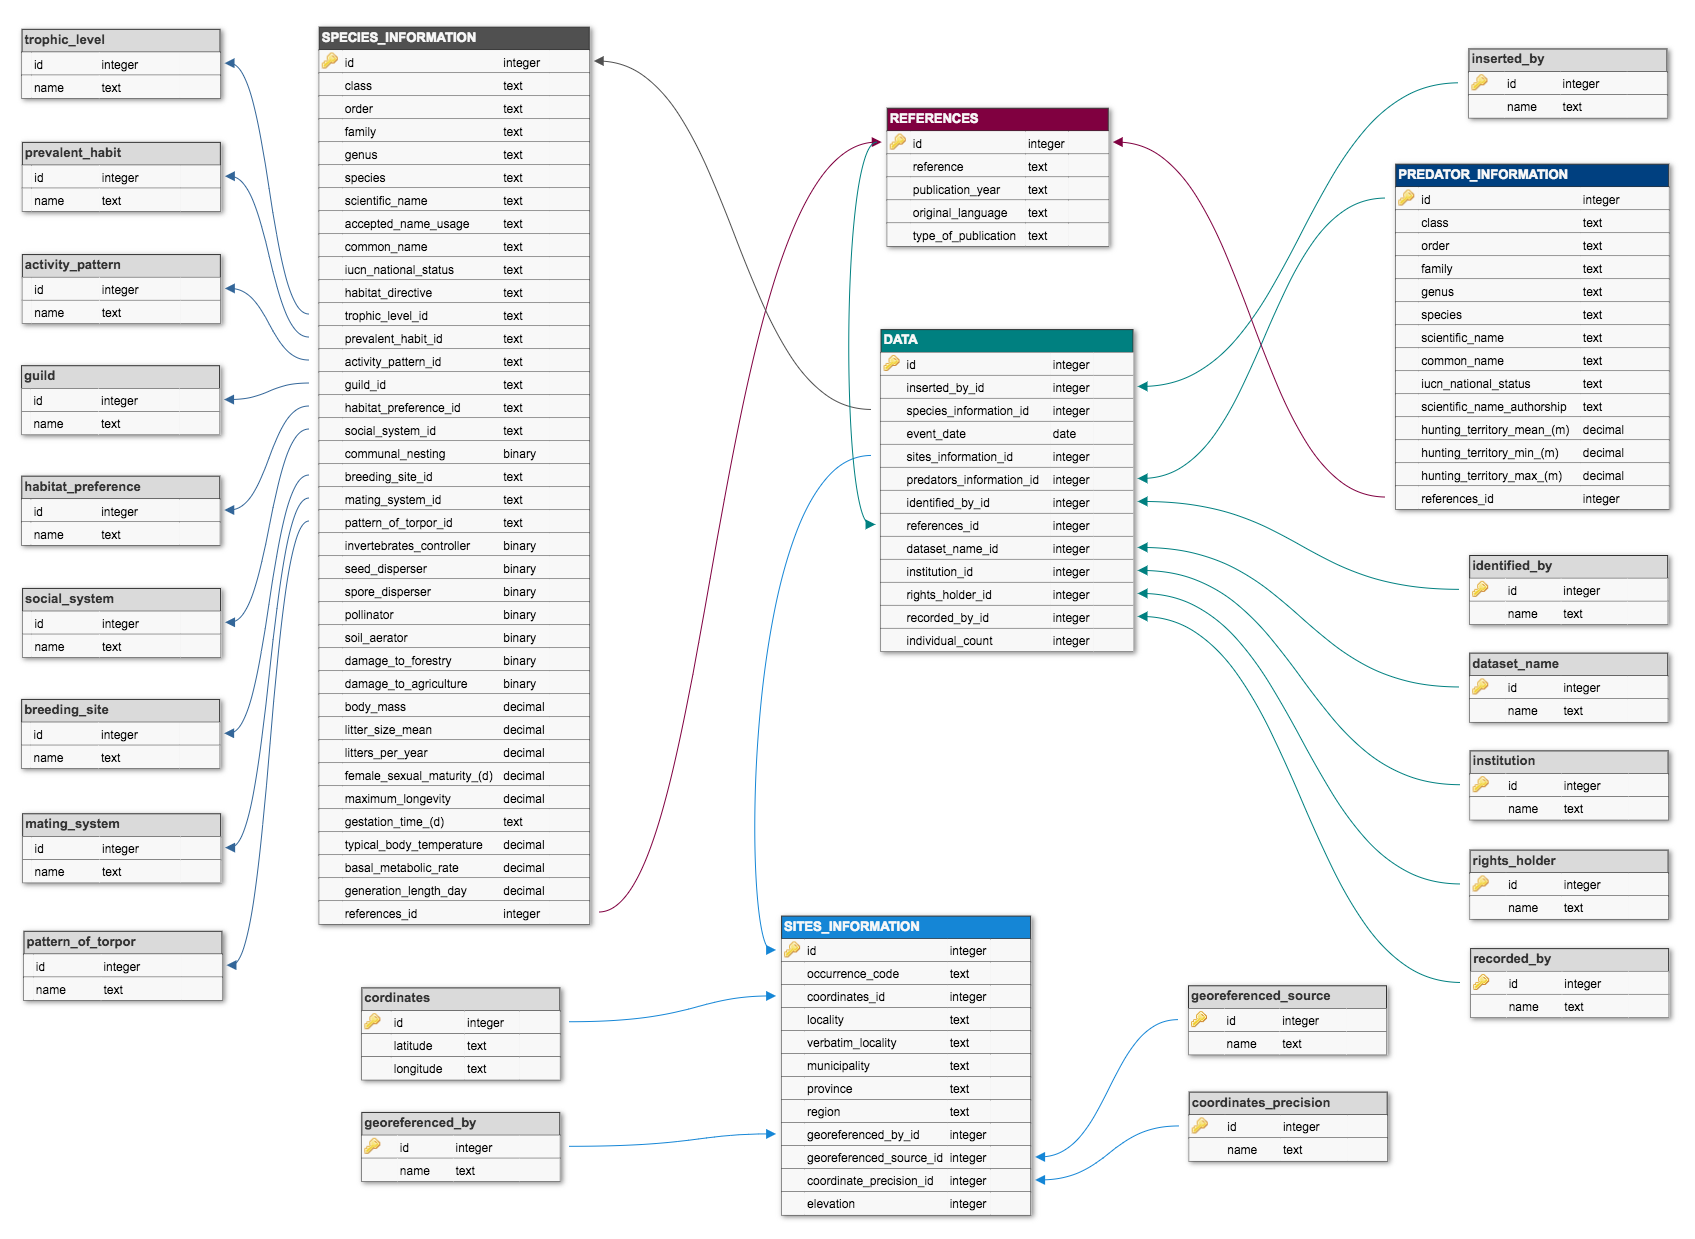 trophic_level
id integer
name text
prevalent_habit
id integer
name text
activity_pattern
id integer
name text
guild
id integer
name text
habitat_preference
id integer
name text
social_system
id integer
name text
breeding_site
id integer
name text
mating_system
id integer
name text
pattern_of_torpor
id integer
name text
SPECIES_INFORMATION
id integer
class text
order text
family text
genus text
species text
scientific_name text
accepted_name_usage text
common_name text
iucn_national_status text
habitat_directive text
trophic_level_id text
prevalent_habit_id text
activity_pattern_id text
guild_id text
habitat_preference_id text
social_system_id text
communal_nesting binary
breeding_site_id text
mating_system_id text
pattern_of_torpor_id text
invertebrates_controller binary
seed_disperser binary
spore_disperser binary
pollinator binary
soil_aerator binary
damage_to_forestry binary
damage_to_agriculture binary
body_mass decimal
litter_size_mean decimal
litters_per_year decimal
female_sexual_maturity_(d) decimal
maximum_longevity decimal
gestation_time_(d) text
typical_body_temperature decimal
basal_metabolic_rate decimal
generation_length_day decimal
references_id integer
cordinates
id integer
latitude text
longitude text
georeferenced_by
id integer
name text
REFERENCES
id integer
reference text
publication_year text
original_language text
type_of_publication text
DATA
id integer
inserted_by_id integer
species_information_id integer
event_date date
sites_information_id integer
predators_information_id integer
identified_by_id integer
references_id integer
dataset_name_id integer
institution_id integer
rights_holder_id integer
recorded_by_id integer
individual_count integer
SITES_INFORMATION
id integer
occurrence_code text
coordinates_id integer
locality text
verbatim_locality text
municipality text
province text
region text
georeferenced_by_id integer
georeferenced_source_id integer
coordinate_precision_id integer
elevation integer
georeferenced_source
id integer
name text
coordinates_precision
id integer
name text
inserted_by
id integer
name text
PREDATOR_INFORMATION
id integer
class text
order text
family text
genus text
species text
scientific_name text
common_name text
iucn_national_status text
scientific_name_authorship text
hunting_territory_mean_(m) decimal
hunting_territory_min_(m) decimal
hunting_territory_max_(m) decimal
references_id integer
identified_by
id integer
name text
dataset_name
id integer
name text
institution
id integer
name text
rights_holder
id integer
name text
recorded_by
id integer
name text